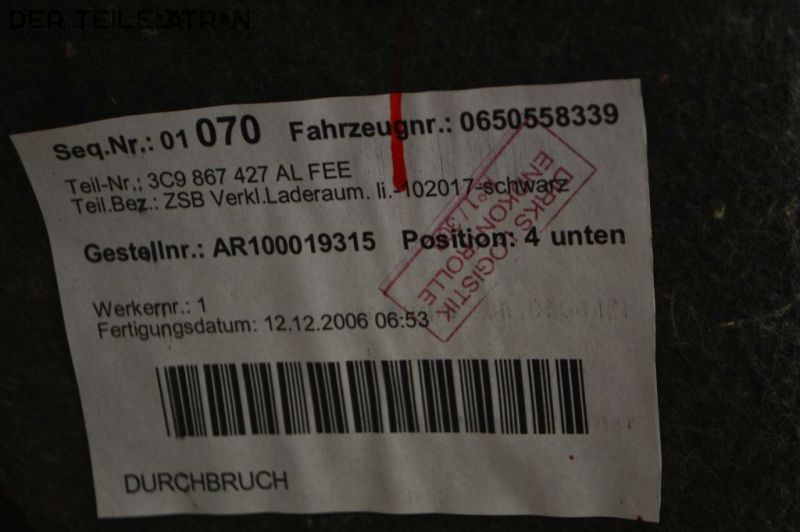 DER TEILE ATRON
Seq.Nr.: 01 070 Fahrzeugnr.: 0650558339
Teil-Nr.: 3C9 867 427 AL FEE
Teil.Bez.: ZSB Verkl.Laderaum. li.-102017-schwarz
Gestellnr.: AR100019315 Position: 4 unten
DIRKS LOGISTIK
ENDKONTROLLE
Werkernr.: 1
Fertigungsdatum: 12.12.2006 06:53
DURCHBRUCH